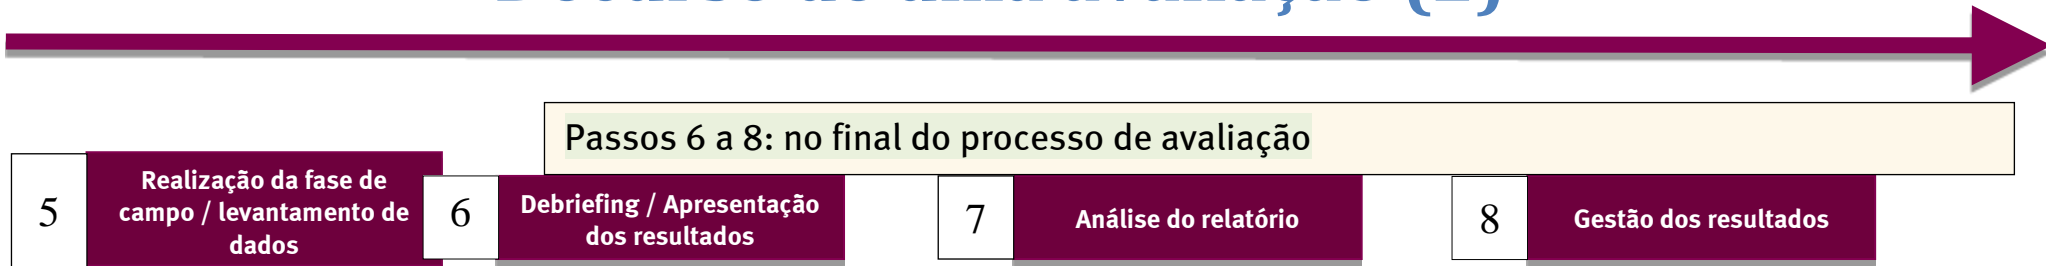 Passos 6 a 8: no final do processo de avaliação
5
Realização da fase de
campo / levantamento de
dados
6
Debriefing / Apresentação
dos resultados
7
Análise do relatório
8
Gestão dos resultados